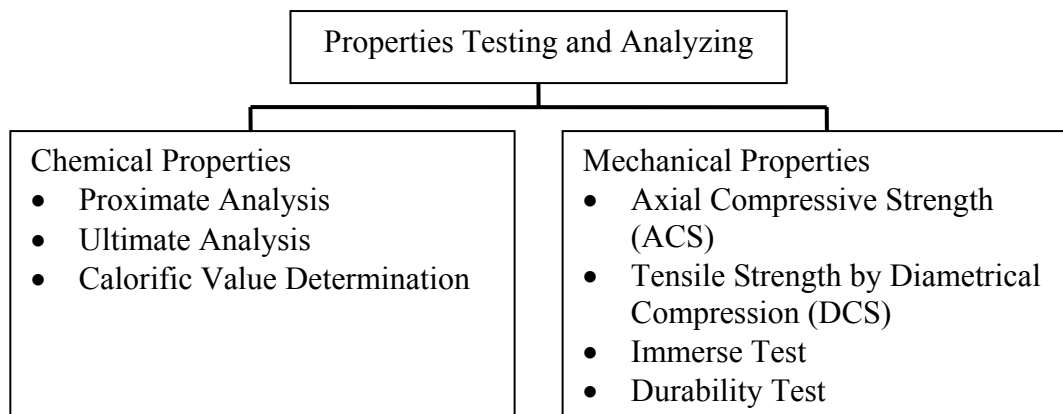 Properties Testing and Analyzing
Chemical Properties
• Proximate Analysis
• Ultimate Analysis
• Calorific Value Determination
Mechanical Properties
• Axial Compressive Strength
(ACS)
• Tensile Strength by Diametrical
Compression (DCS)
• Immerse Test
• Durability Test